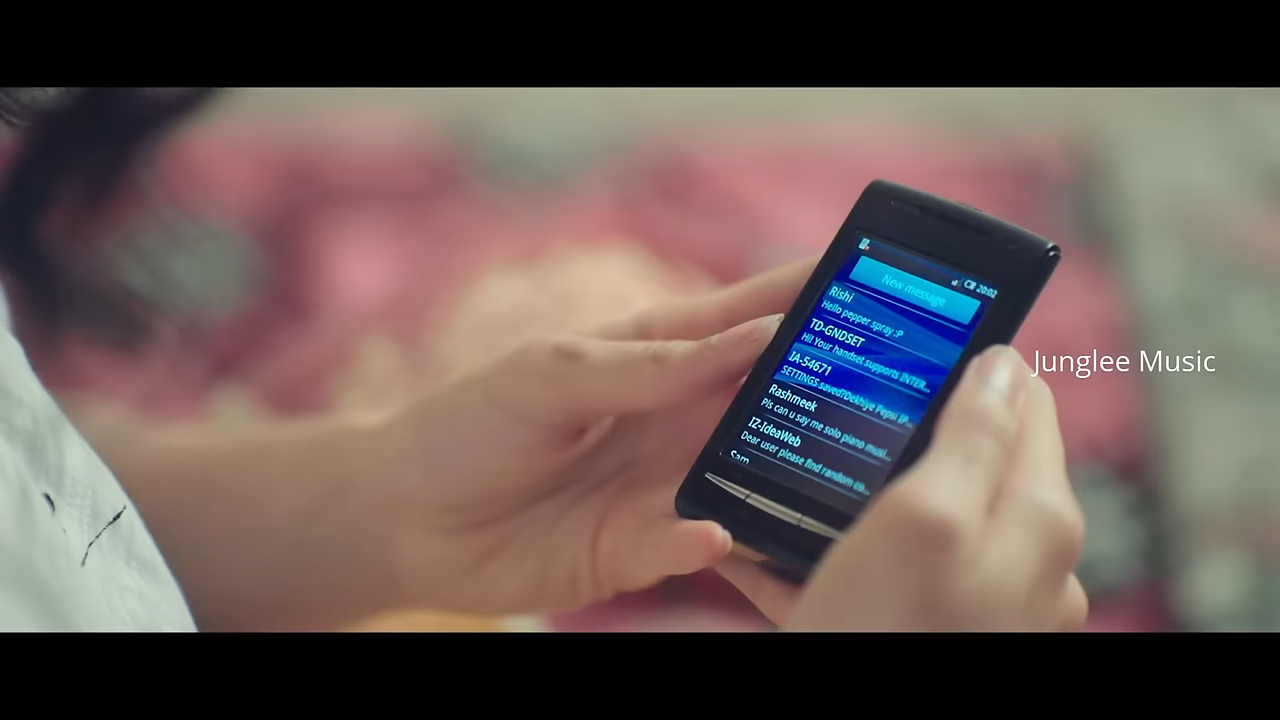 20:02
New message
Rishi
Hello pepper spray :P
TD-GNDSET
Hi! Your handset supports INTER...
IA-54671
SETTINGS saved?Dekhiye Pepsi IP...
Rashmeek
Pls can u say me solo piano musi...
IZ-IdeaWeb
Dear user please find random
Sam
Junglee Music